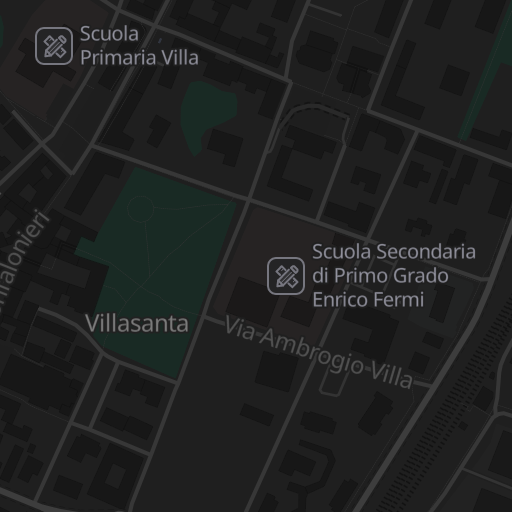 Scuola
Primaria Villa
Scuola Secondaria
di Primo Grado
Enrico Fermi
Villasanta
Via Ambrogio Villa